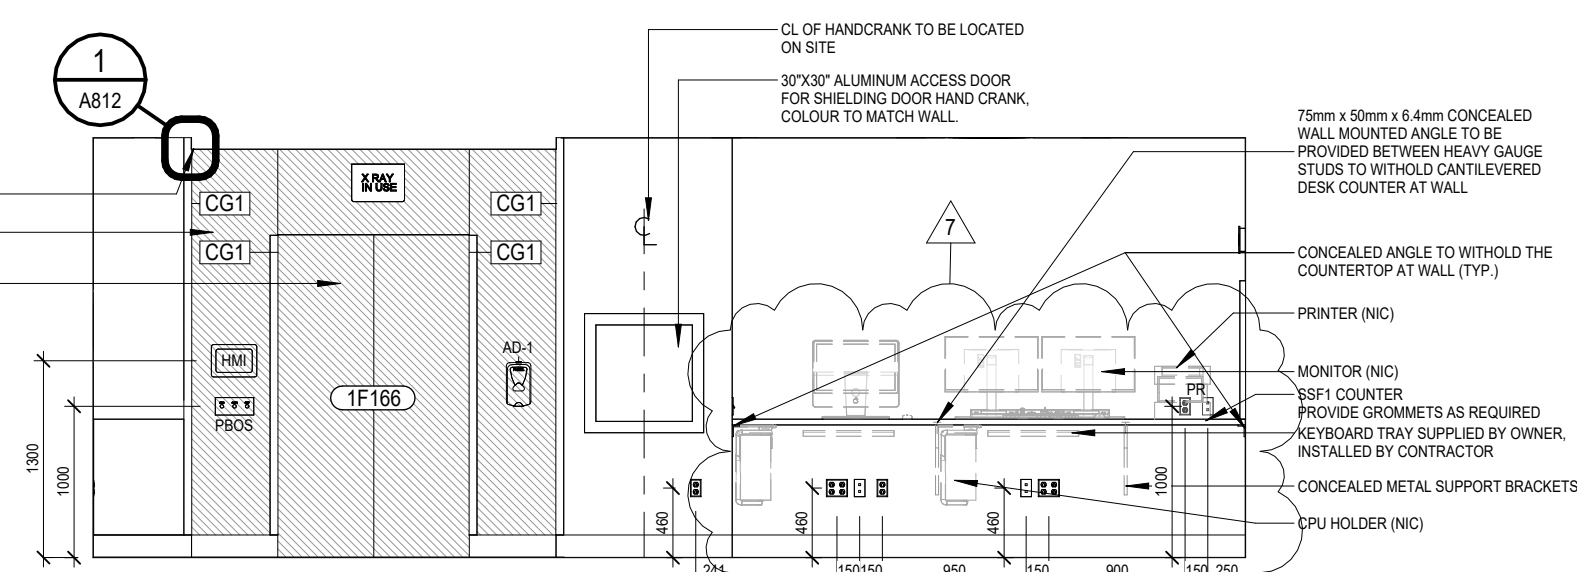 1
A812
CL OF HANDCRANK TO BE LOCATED
ON SITE
30"X30" ALUMINUM ACCESS DOOR
FOR SHIELDING DOOR HAND CRANK,
COLOUR TO MATCH WALL.
75mm x 50mm x 6.4mm CONCEALED
WALL MOUNTED ANGLE TO BE
PROVIDED BETWEEN HEAVY GAUGE
STUDS TO WITHOLD CANTILEVERED
DESK COUNTER AT WALL
X RAY
IN USE
CG1
CG1
CG1
CG1
CL
7
CONCEALED ANGLE TO WITHOLD THE
COUNTERTOP AT WALL (TYP.)
PRINTER (NIC)
MONITOR (NIC)
SSF1 COUNTER
PROVIDE GROMMETS AS REQUIRED
KEYBOARD TRAY SUPPLIED BY OWNER,
INSTALLED BY CONTRACTOR
CONCEALED METAL SUPPORT BRACKETS
CPU HOLDER (NIC)
HMI
AD-1
1F166
PBOS
PR
1300
1000
460
460
460
1000
241
150
150
950
150
900
150
250